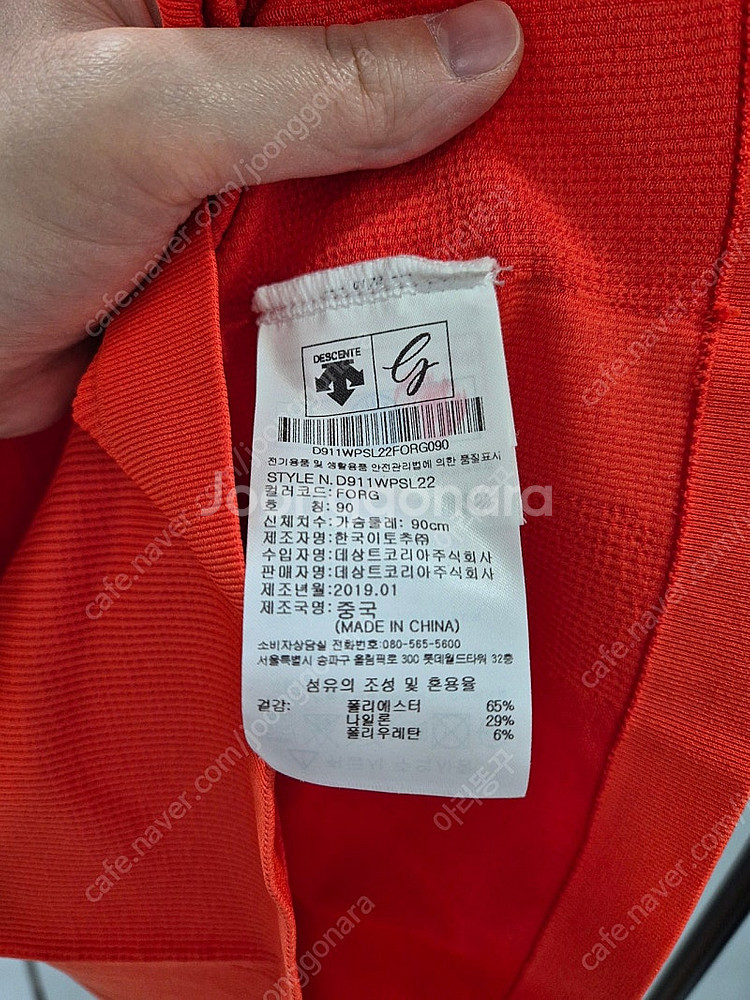 DESCENTE
G
D911WPSL22FORG090
전기용품 및 생활용품 안전관리법에 의한 품질표시
STYLE N. D911WPSL22
컬러코드: FORG
호 칭: 90
신체치수: 가슴둘레: 90cm
제조자명: 한국이토추㈜
수입자명: 데상트코리아주식회사
판매자명: 데상트코리아주식회사
제조년월: 2019.01
제조국명: 중국
(MADE IN CHINA)
소비자상담실 전화번호: 080-565-5600
서울특별시 송파구 올림픽로 300 롯데월드타워 32층
섬유의 조성 및 혼용율
겉감: 폴리에스터 65%
나일론 29%
폴리우레탄 6%
Joonggonara
cafe.naver.com/joonggonara